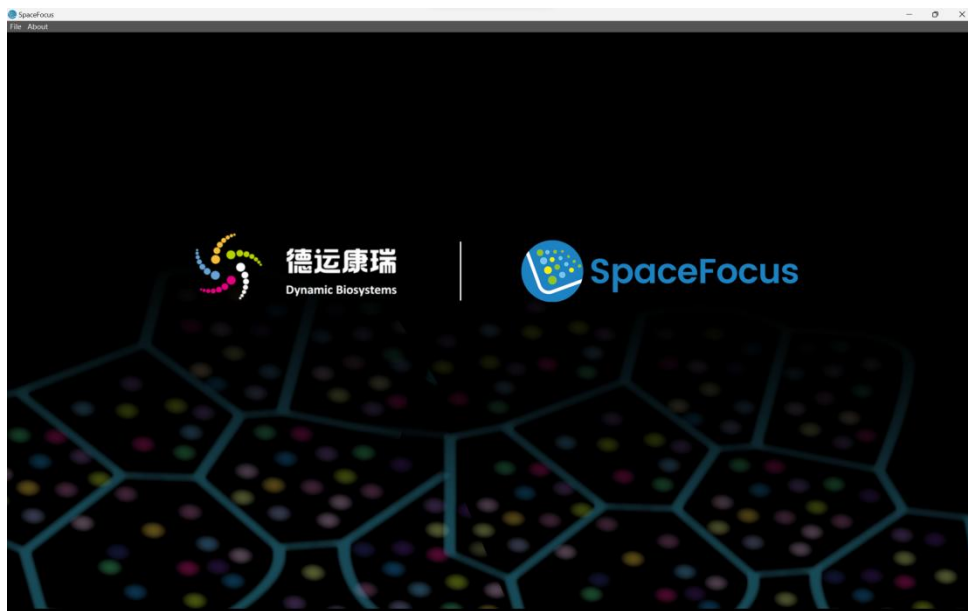 SpaceFocus
File About
德运康瑞
Dynamic Biosystems
SpaceFocus